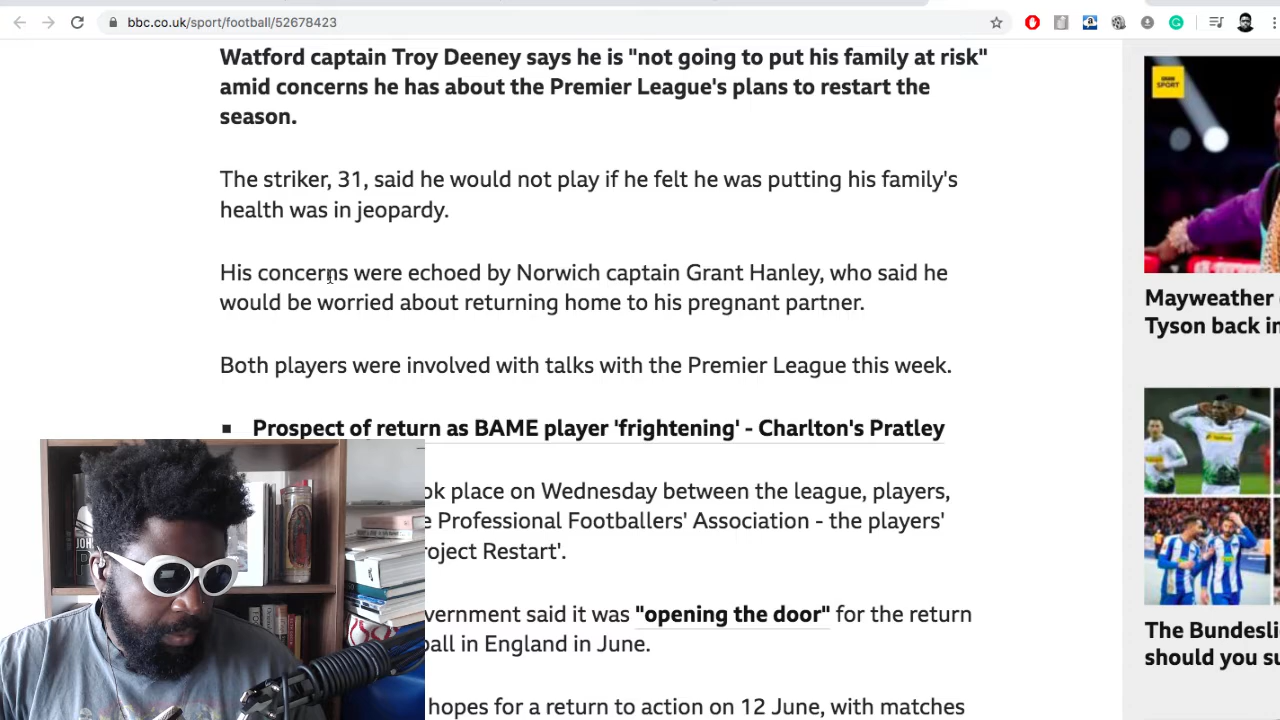 bbc.co.uk/sport/football/52678423
Watford captain Troy Deeney says he is "not going to put his family at risk"
amid concerns he has about the Premier League's plans to restart the
season.
The striker, 31, said he would not play if he felt he was putting his family's
health was in jeopardy.
His concerns were echoed by Norwich captain Grant Hanley, who said he
would be worried about returning home to his pregnant partner.
Both players were involved with talks with the Premier League this week.
Prospect of return as BAME player 'frightening' - Charlton's Pratley
place on Wednesday between the league, players,
Professional Footballers' Association - the players'
Restart'.
said it was "opening the door" for the return
in England in June.
hopes for a return to action on 12 June, with matches
SPORT
Mayweather
Tyson back
The
should you